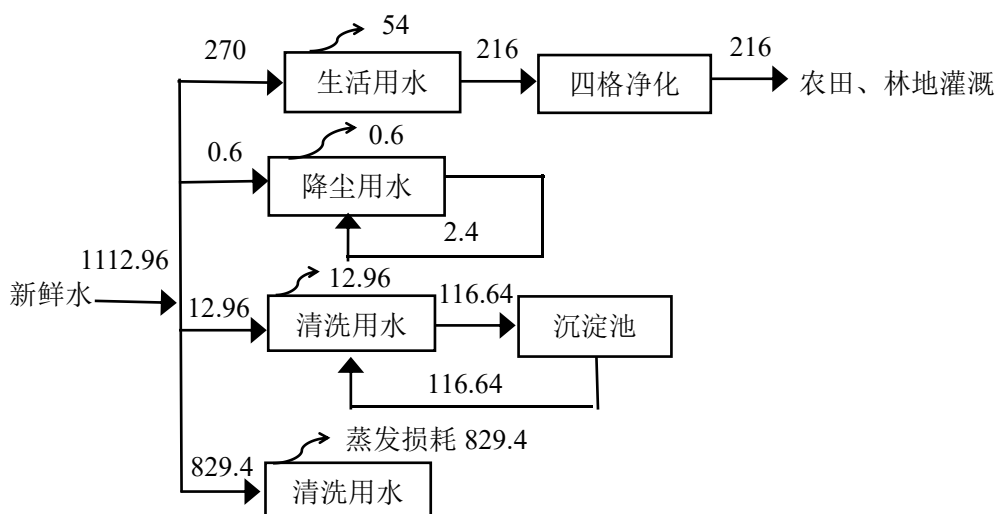 54
270
216
216
生活用水
四格净化
农田、林地灌溉
0.6
0.6
降尘用水
2.4
1112.96
新鲜水
12.96
12.96
116.64
清洗用水
沉淀池
116.64
蒸发损耗 829.4
829.4
清洗用水